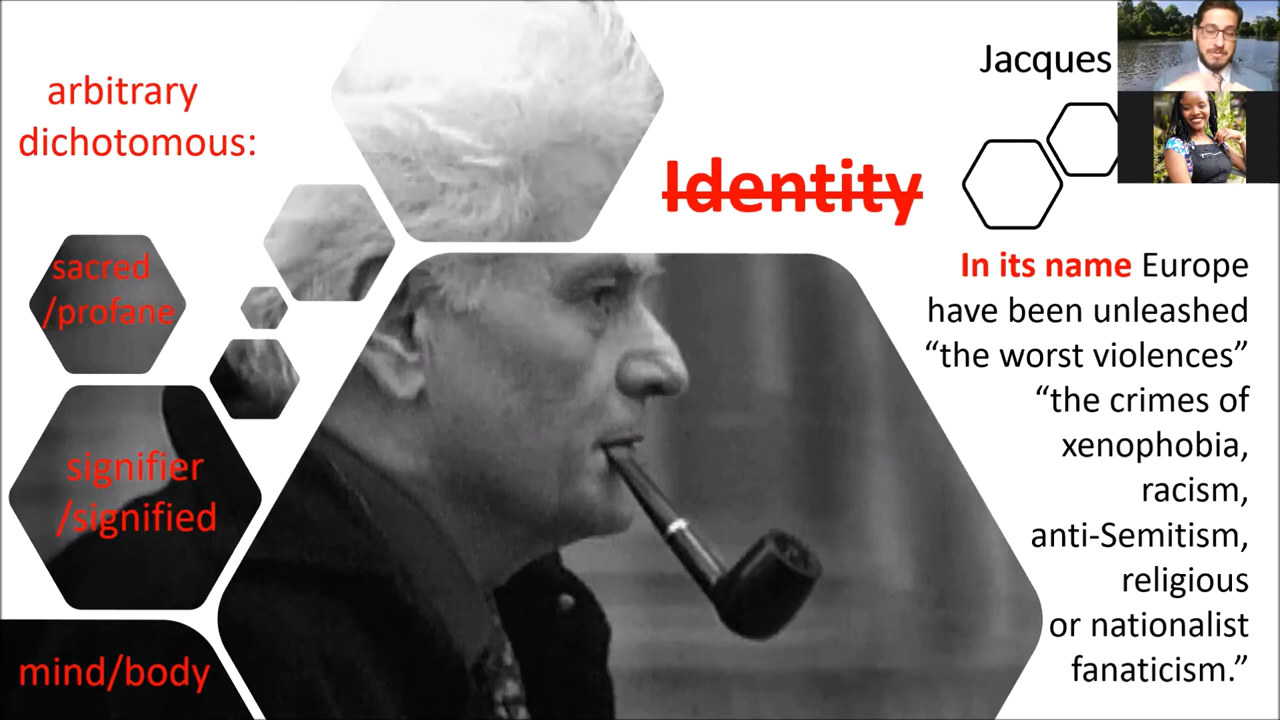 arbitrary
dichotomous:
sacred
/profane
signifier
/signified
mind/body
Identity
Jacques
In its name Europe
have been unleashed
“the worst violences”
“the crimes of
xenophobia,
racism,
anti-Semitism,
religious
or nationalist
fanaticism.”